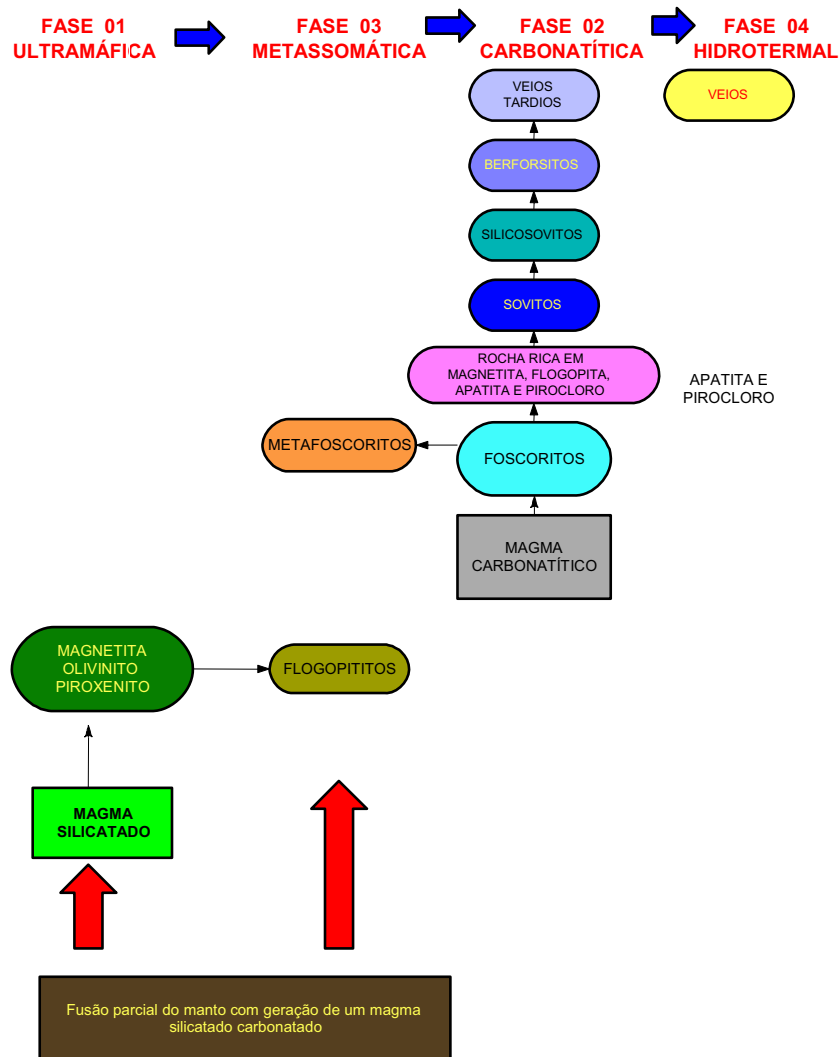 FASE 01
ULTRAMÁFICA
FASE 03
METASSOMÁTICA
FASE 02
CARBONATÍTICA
FASE 04
HIDROTERMAL
VEIOS
TARDIOS
VEIOS
BERFORSITOS
SILICOSOVITOS
SOVITOS
ROCHA RICA EM
MAGNETITA, FLOGOPITA,
APATITA E PIROCLORO
APATITA E
PIROCLORO
METAFOSCORITOS
FOSCORITOS
MAGMA
CARBONATÍTICO
MAGNETITA
OLIVINITO
PIROXENITO
FLOGOPITITOS
MAGMA
SILICATADO
Fusão parcial do manto com geração de um magma
silicatado carbonatado